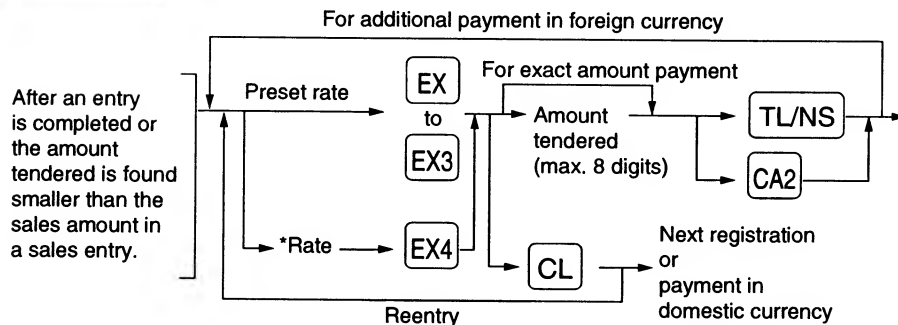 For additional payment in foreign currency
After an entry
is completed or
the amount
tendered is found
smaller than the
sales amount in
a sales entry.
Preset rate
EX
to
EX3
*Rate
EX4
For exact amount payment
Amount
tendered
(max. 8 digits)
TL/NS
CA2
CL
Next registration
or
payment in
domestic currency
Reentry